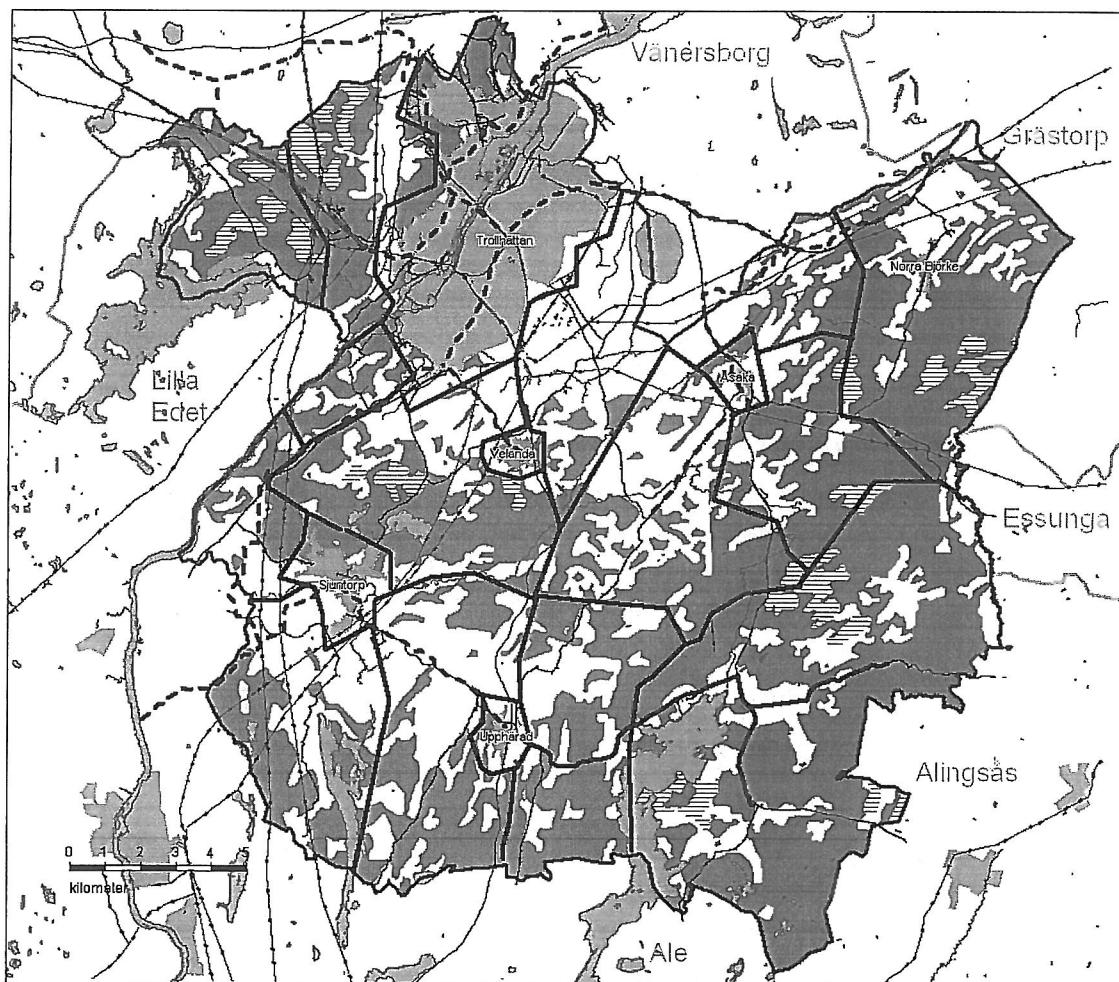 Vänersborg
Grästorp
Trollhättan
Norra Björke
Lilla
Edet
Åsaka
Velanda
Essunga
Sjuntorp
Upphärad
Alingsås
0 1 2 3 4 5
kilometer
Ale